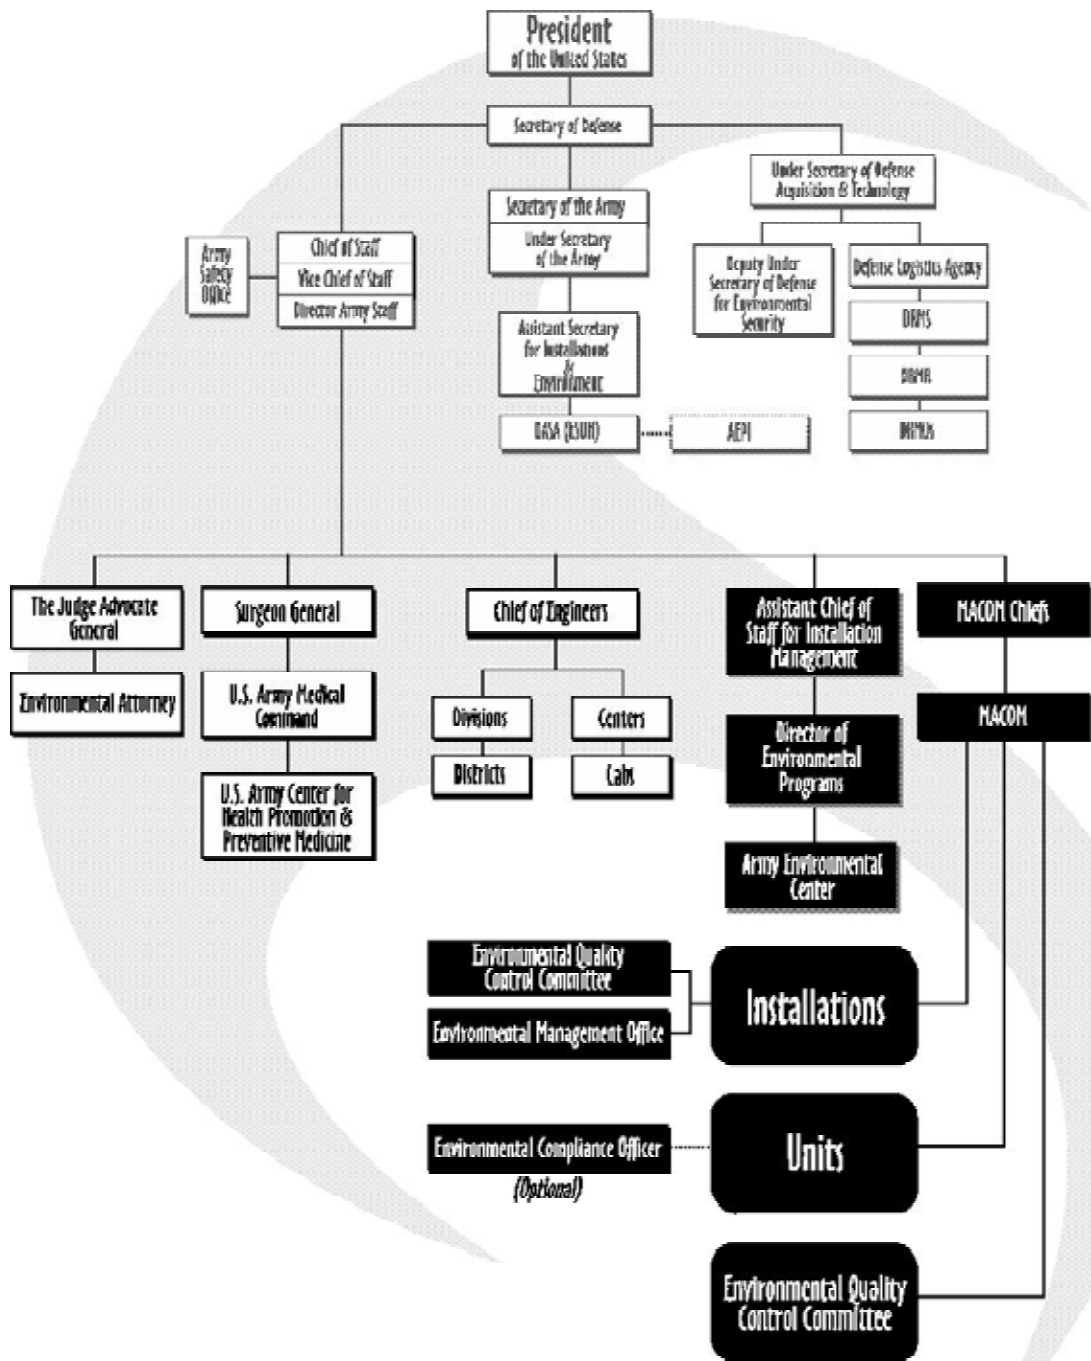 President
of the United States
Secretary of Defense
Under Secretary of Defense
Acquisition & Technology
Secretary of the Army
Under Secretary
of the Army
Army
Safety
Office
Chief of Staff
Vice Chief of Staff
Director Army Staff
Deputy Under
Secretary of Defense
for Environmental
Security
Defense Logistics Agency
DRMS
Assistant Secretary
for Installations
&
Environment
DASA (ESOH)
AEPI
The Judge Advocate
General
Environmental Attorney
Surgeon General
U.S. Army Medical
Command
U.S. Army Center for
Health Promotion &
Preventive Medicine
Chief of Engineers
Divisions
Districts
Centers
Labs
Assistant Chief of
Staff for Installation
Management
Director of
Environmental
Programs
Army Environmental
Center
MACOM Chiefs
MACOM
Environmental Quality
Control Committee
Environmental Management Office
Installations
Environmental Compliance Officer
(Optional)
Units
Environmental Quality
Control Committee